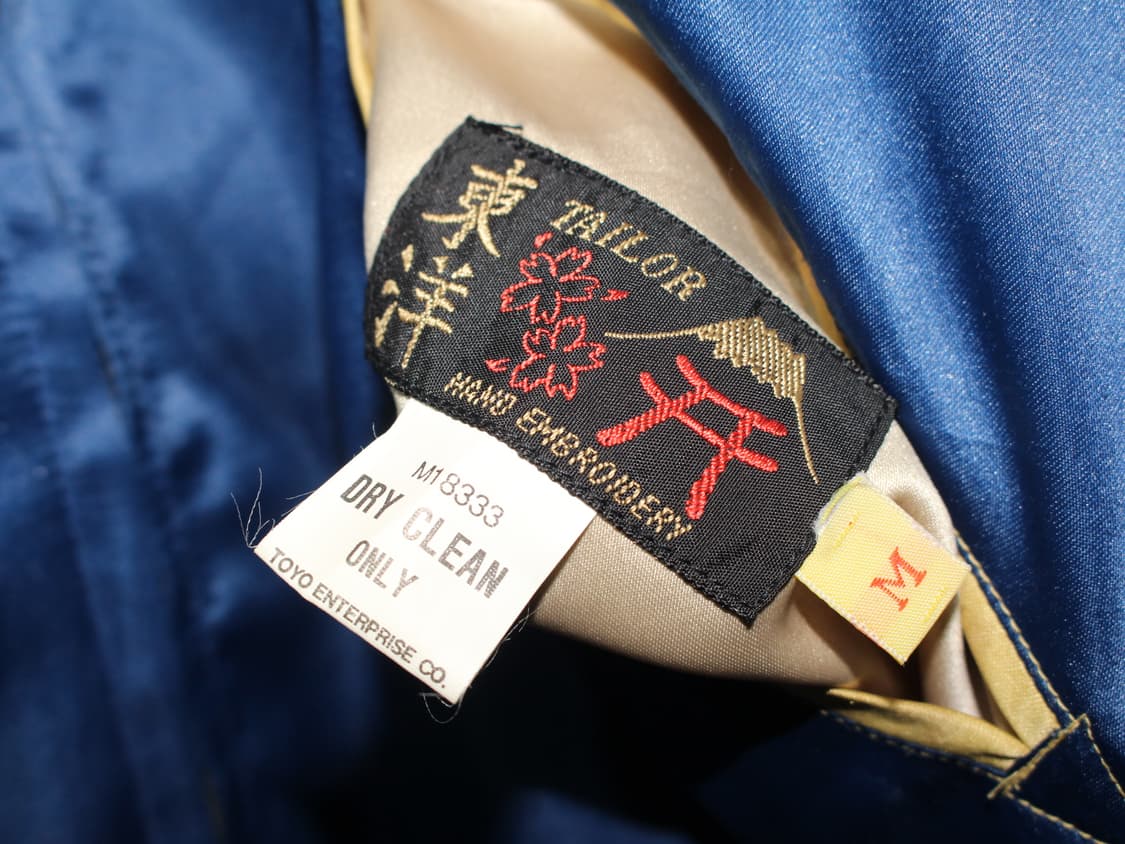 東洋
TAILOR
HAND EMBROIDERY
M18333
DRY CLEAN
ONLY
TOYO ENTERPRISE CO.
M